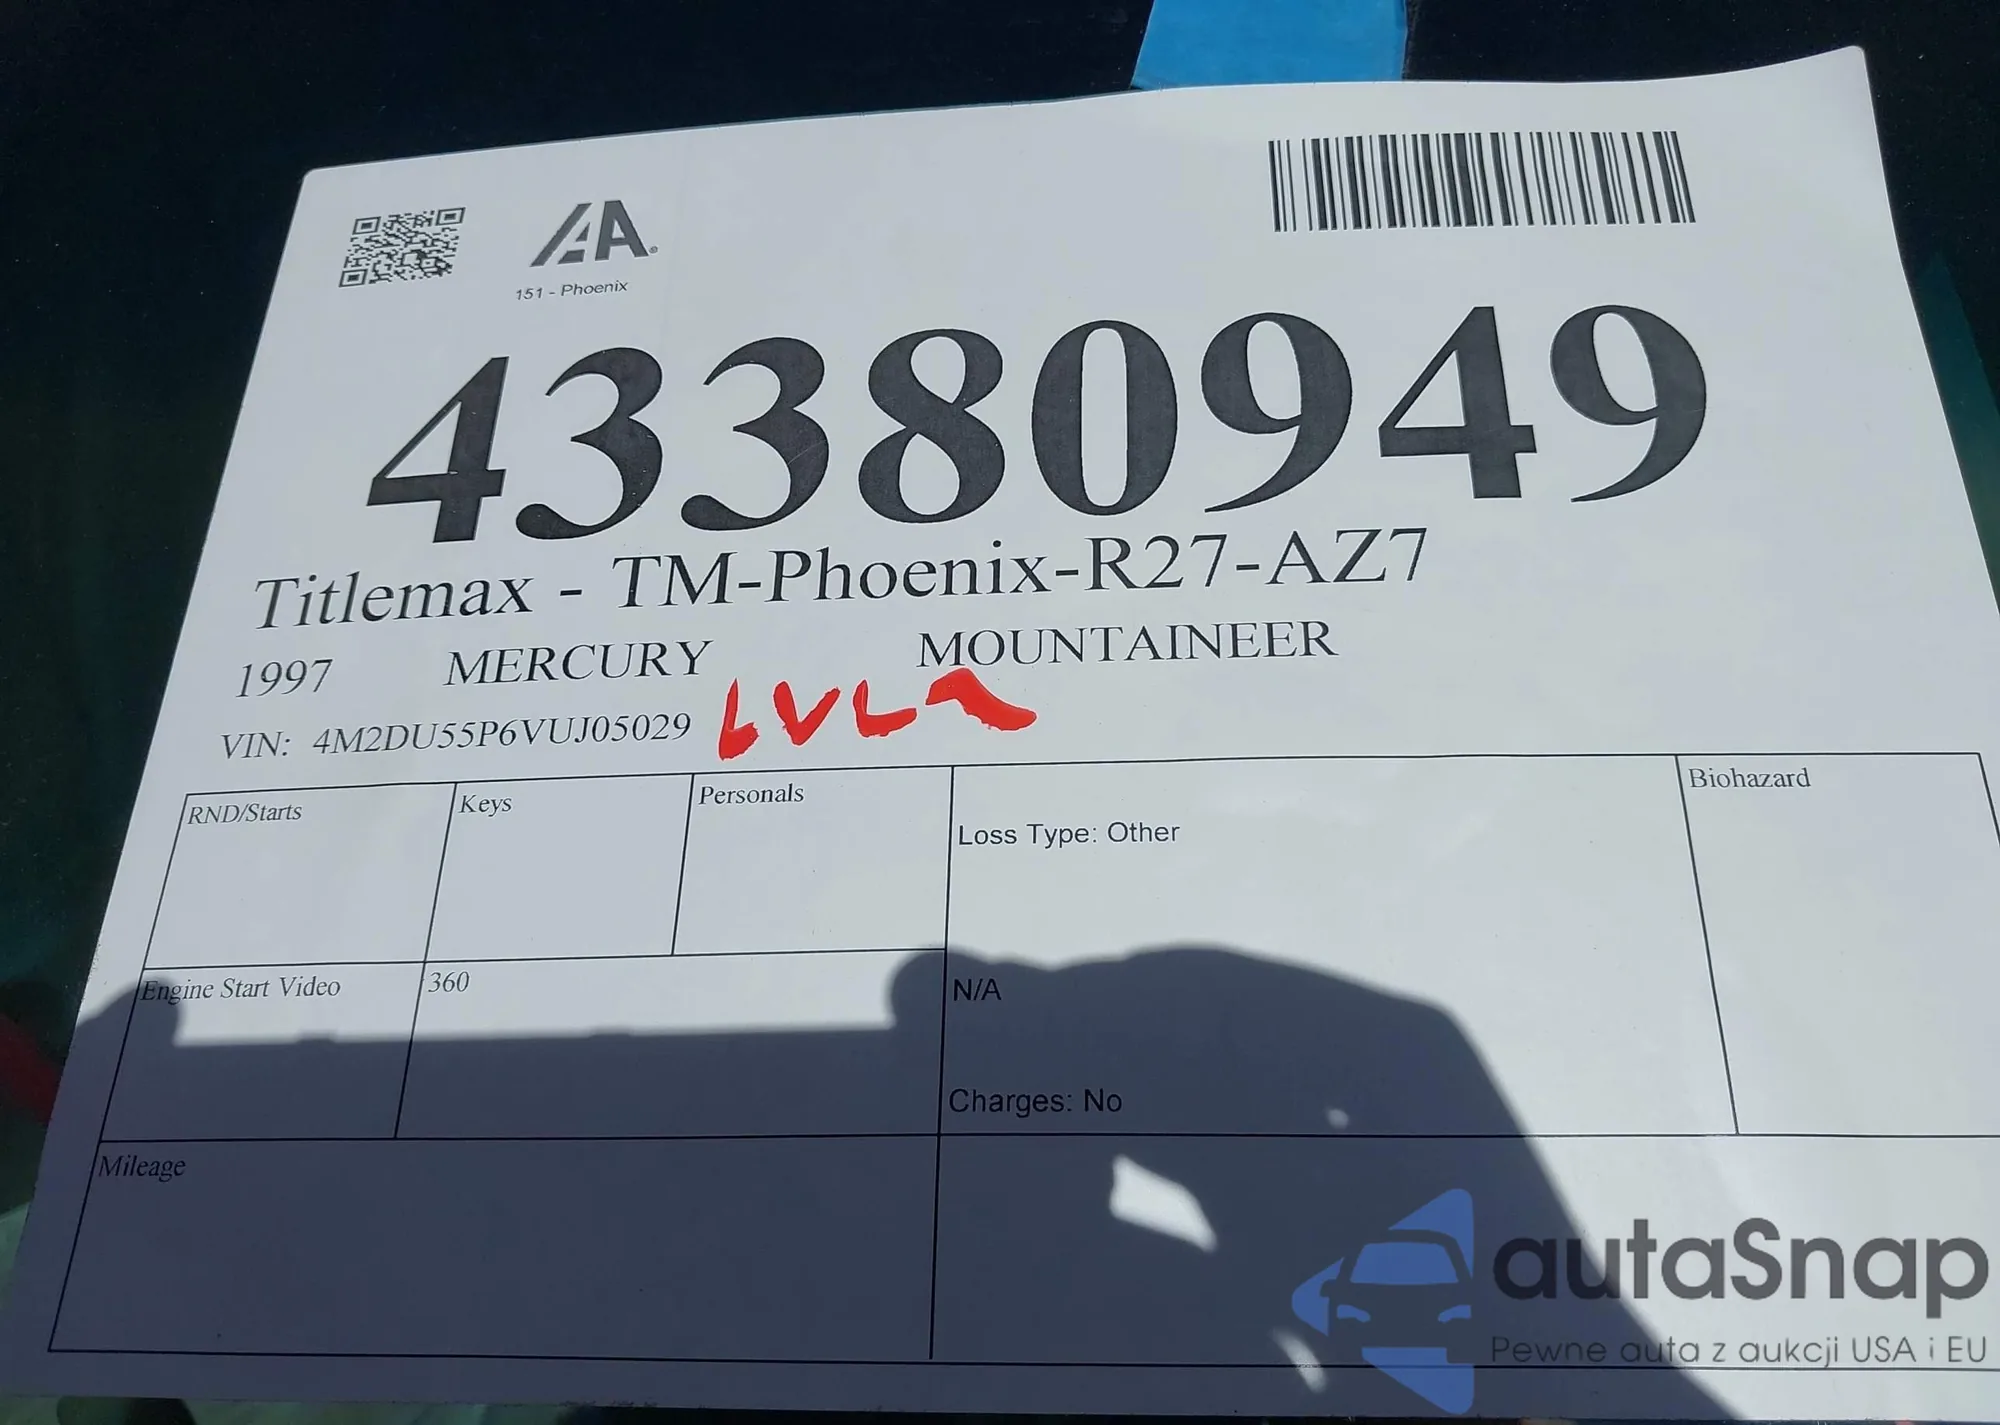 IAA
151 - Phoenix
43380949
Titlemax - TM-Phoenix-R27-AZ7
1997 MERCURY MOUNTAINEER
VIN: 4M2DU55P6VUJ05029
RND/Starts
Keys
Personals
Loss Type: Other
Biohazard
Engine Start Video
360
N/A
Charges: No
Mileage
autaSnap
Pewne auta z aukcji USA i EU